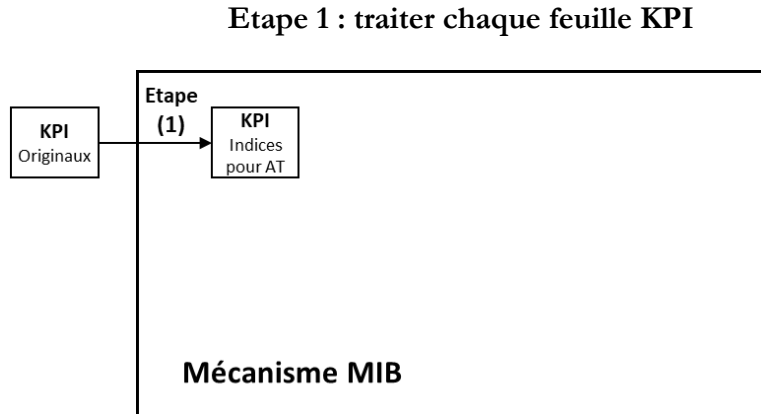 Etape 1 : traiter chaque feuille KPI
Etape
(1)
KPI
Originaux
KPI
Indices
pour AT
Mécanisme MIB